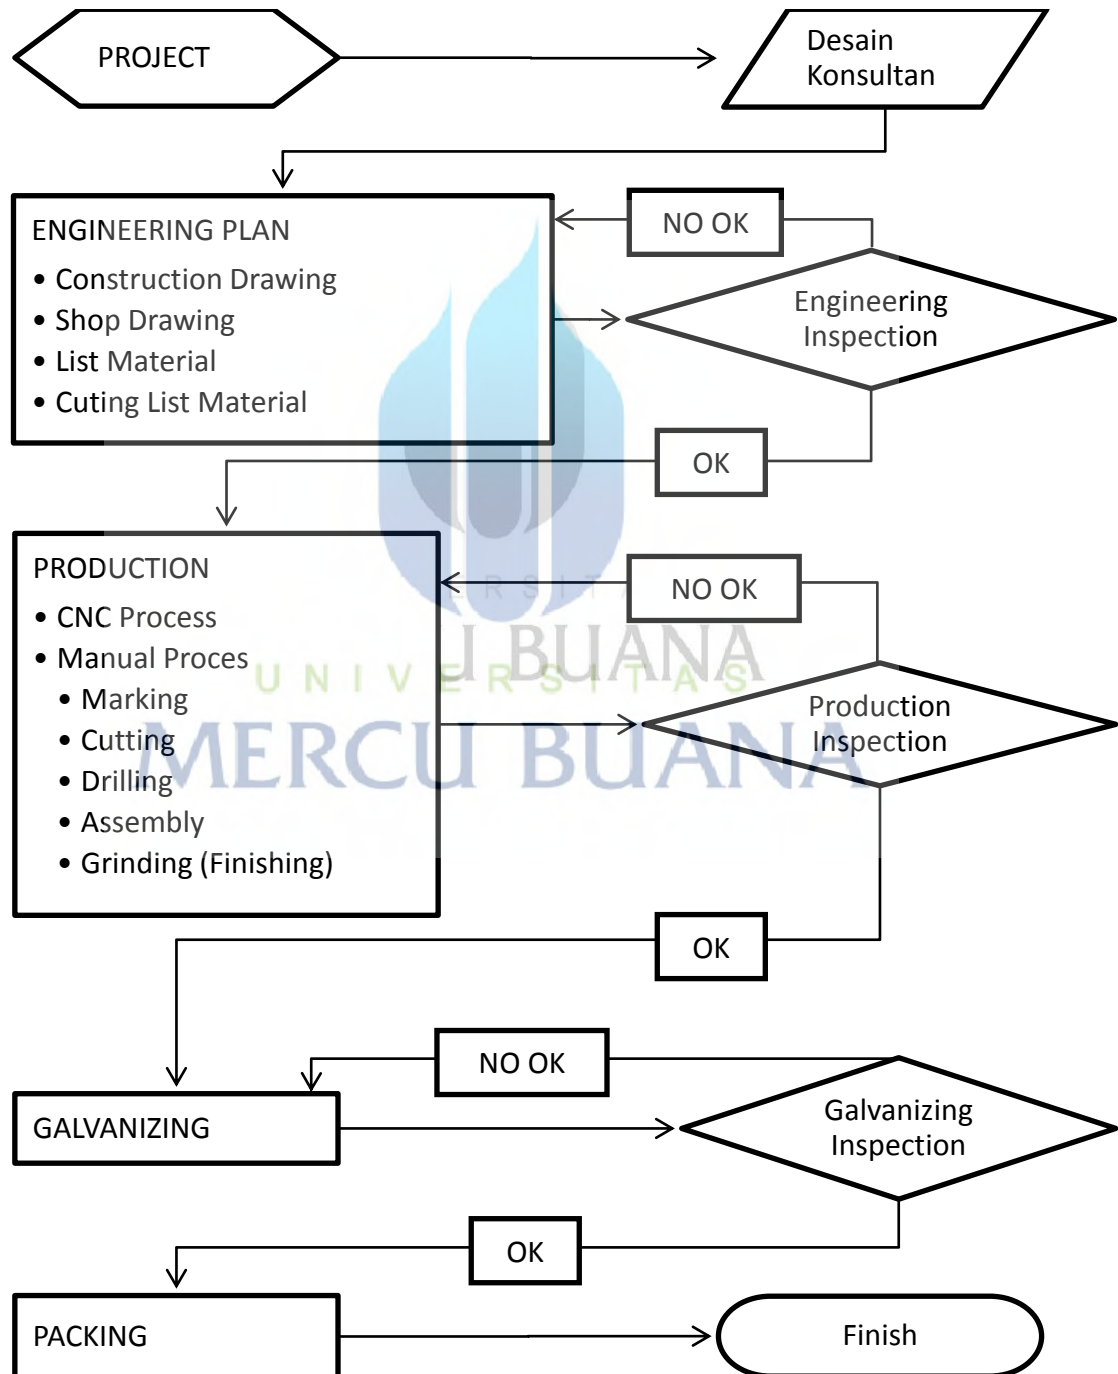 PROJECT
Desain
Konsultan
ENGINEERING PLAN
• Construction Drawing
• Shop Drawing
• List Material
• Cuting List Material
NO OK
Engineering
Inspection
OK
PRODUCTION
• CNC Process
• Manual Proces
• Marking
• Cutting
• Drilling
• Assembly
• Grinding (Finishing)
NO OK
Production
Inspection
UNIVERSITAS
MERCU BUANA
OK
NO OK
GALVANIZING
Galvanizing
Inspection
OK
PACKING
Finish